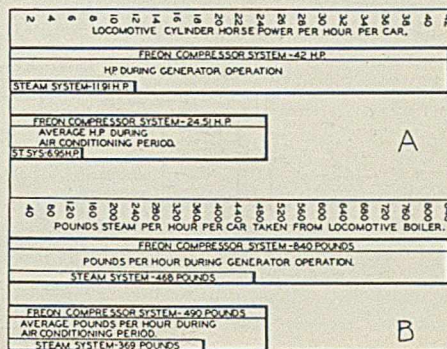 2 4 6 8 10 12 14 16 18 20 22 24 26 28 30 32 34 36 38 40
LOCOMOTIVE CYLINDER HORSE POWER PER HOUR PER CAR.
FREON COMPRESSOR SYSTEM-42 H.P.
H.P. DURING GENERATOR OPERATION
STEAM SYSTEM-11.91 H.P.
FREON COMPRESSOR SYSTEM-24.51 H.P.
AVERAGE H.P. DURING
AIR CONDITIONING PERIOD.
ST. SYS-6.95 H.P.
A
40 80 120 160 200 240 280 320 360 400 440 480 520 560 600 640 680 720 760 800
POUNDS STEAM PER HOUR PER CAR TAKEN FROM LOCOMOTIVE BOILER.
FREON COMPRESSOR SYSTEM-840 POUNDS
POUNDS PER HOUR DURING GENERATOR OPERATION.
STEAM SYSTEM-468 POUNDS
FREON COMPRESSOR SYSTEM-490 POUNDS
AVERAGE POUNDS PER HOUR DURING
AIR CONDITIONING PERIOD.
STEAM SYSTEM-369 POUNDS
B